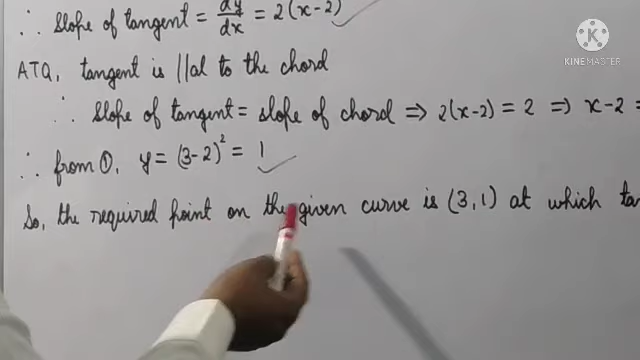 ∴ Slope of tangent = dy/dx = 2(x-2)
ATQ, tangent is ||al to the chord
∴ Slope of tangent = slope of chord ⇒ 2(x-2) = 2 ⇒ x-2 =
∴ from ①, y = (3-2)² = 1
So, the required point on the given curve is (3,1) at which
KINEMASTER